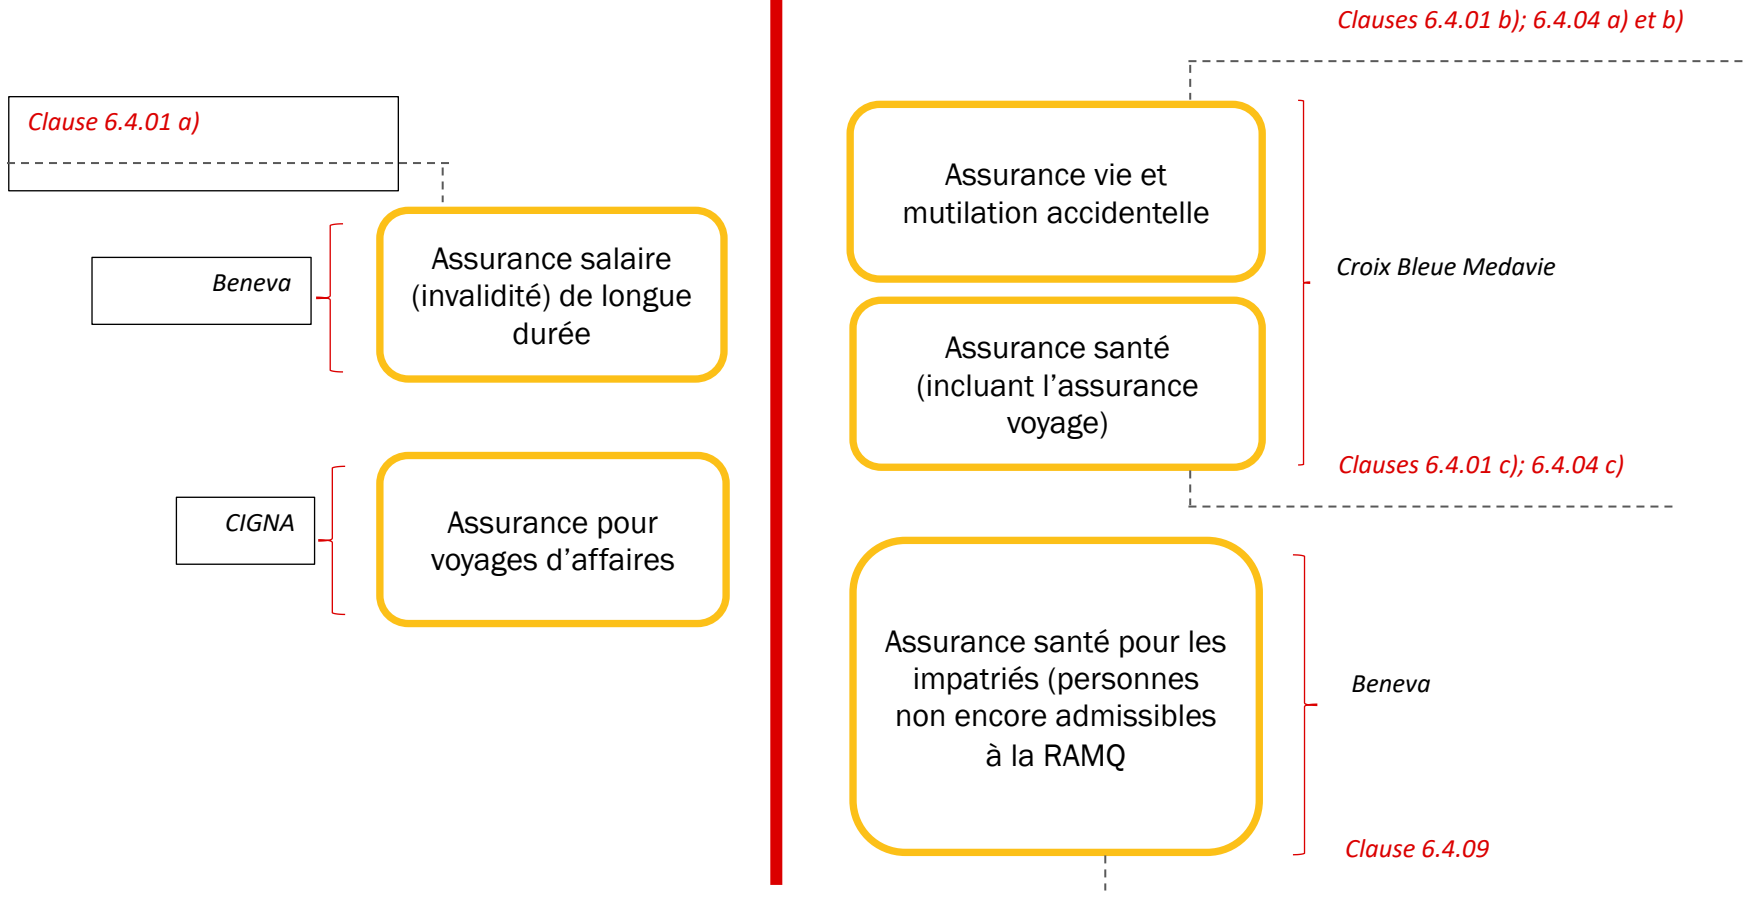 Clause 6.4.01 a)
Beneva
Assurance salaire
(invalidité) de longue
durée
CIGNA
Assurance pour
voyages d’affaires
Clauses 6.4.01 b); 6.4.04 a) et b)
Assurance vie et
mutilation accidentelle
Croix Bleue Medavie
Assurance santé
(incluant l’assurance
voyage)
Clauses 6.4.01 c); 6.4.04 c)
Assurance santé pour les
impatriés (personnes
non encore admissibles
à la RAMQ
Beneva
Clause 6.4.09